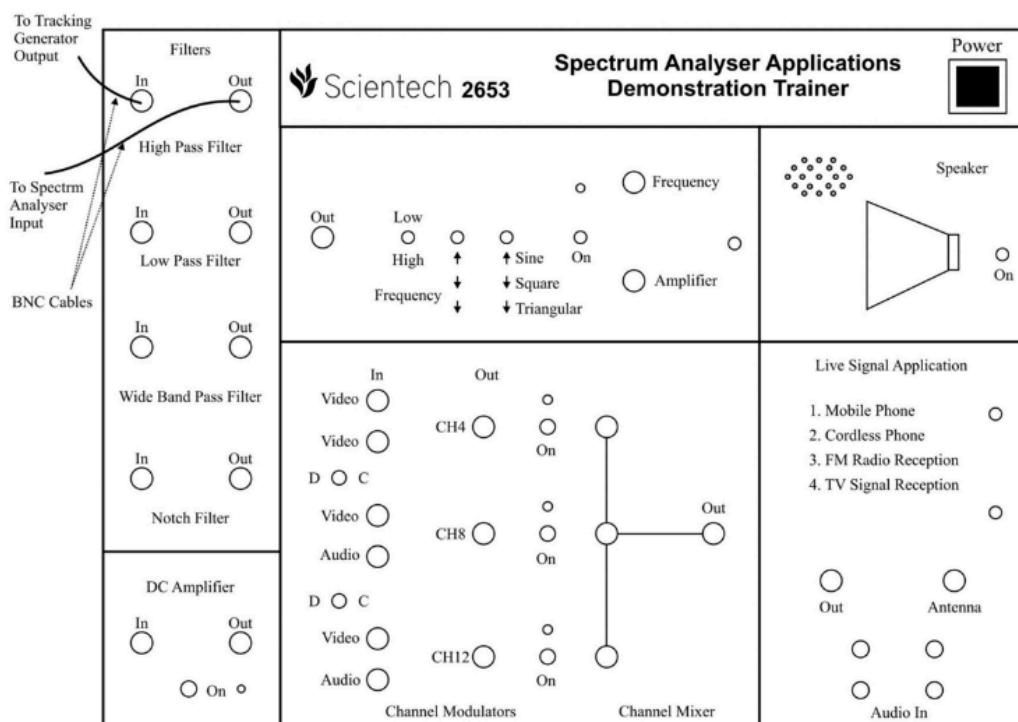 To Tracking
Generator
Output
Filters
In
Out
High Pass Filter
To Spectrm
Analyser
Input
In
Out
Low Pass Filter
BNC Cables
In
Out
Wide Band Pass Filter
In
Out
Notch Filter
DC Amplifier
In
Out
On
Scientech 2653
Spectrum Analyser Applications
Demonstration Trainer
Power
Out
Low
High
Frequency
Sine
Square
Triangular
On
Frequency
Amplifier
Speaker
On
In
Out
Video
Video
CH4
On
D C
Video
Audio
CH8
On
D C
Video
Audio
CH12
On
Out
Channel Modulators
Channel Mixer
Live Signal Application
1. Mobile Phone
2. Cordless Phone
3. FM Radio Reception
4. TV Signal Reception
Out
Antenna
Audio In